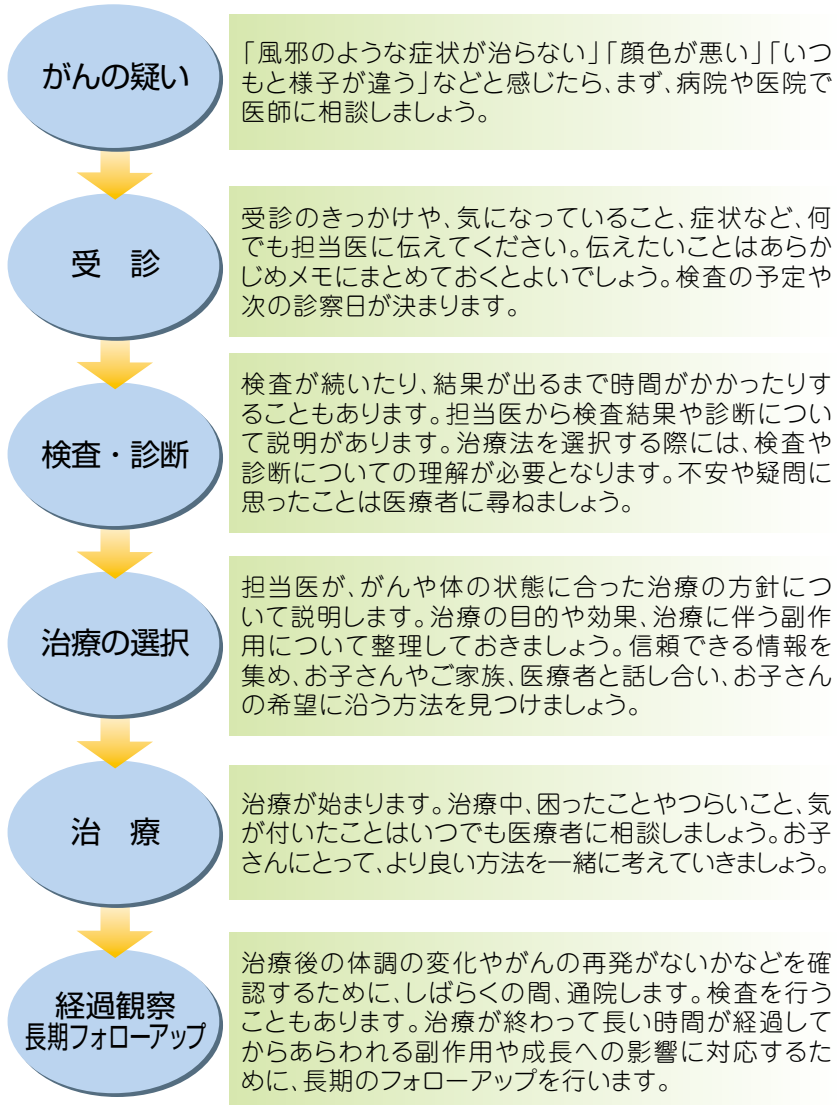 がんの疑い
「風邪のような症状が治らない」「顔色が悪い」「いつ
もと様子が違う」などと感じたら、まず、病院や医院で
医師に相談しましょう。
受　診
受診のきっかけや、気になっていること、症状など、何
でも担当医に伝えてください。伝えたいことはあらか
じめメモにまとめておくとよいでしょう。検査の予定や
次の診察日が決まります。
検査・診断
検査が続いたり、結果が出るまで時間がかかったりす
ることもあります。担当医から検査結果や診断につい
て説明があります。治療法を選択する際には、検査や
診断についての理解が必要となります。不安や疑問に
思ったことは医療者に尋ねましょう。
治療の選択
担当医が、がんや体の状態に合った治療の方針につ
いて説明します。治療の目的や効果、治療に伴う副作
用について整理しておきましょう。信頼できる情報を
集め、お子さんやご家族、医療者と話し合い、お子さん
の希望に沿う方法を見つけましょう。
治　療
治療が始まります。治療中、困ったことやつらいこと、気
が付いたことはいつでも医療者に相談しましょう。お子
さんにとって、より良い方法を一緒に考えていきましょう。
経過観察
長期フォローアップ
治療後の体調の変化やがんの再発がないかなどを確
認するために、しばらくの間、通院します。検査を行う
こともあります。治療が終わって長い時間が経過して
からあらわれる副作用や成長への影響に対応するた
めに、長期のフォローアップを行います。